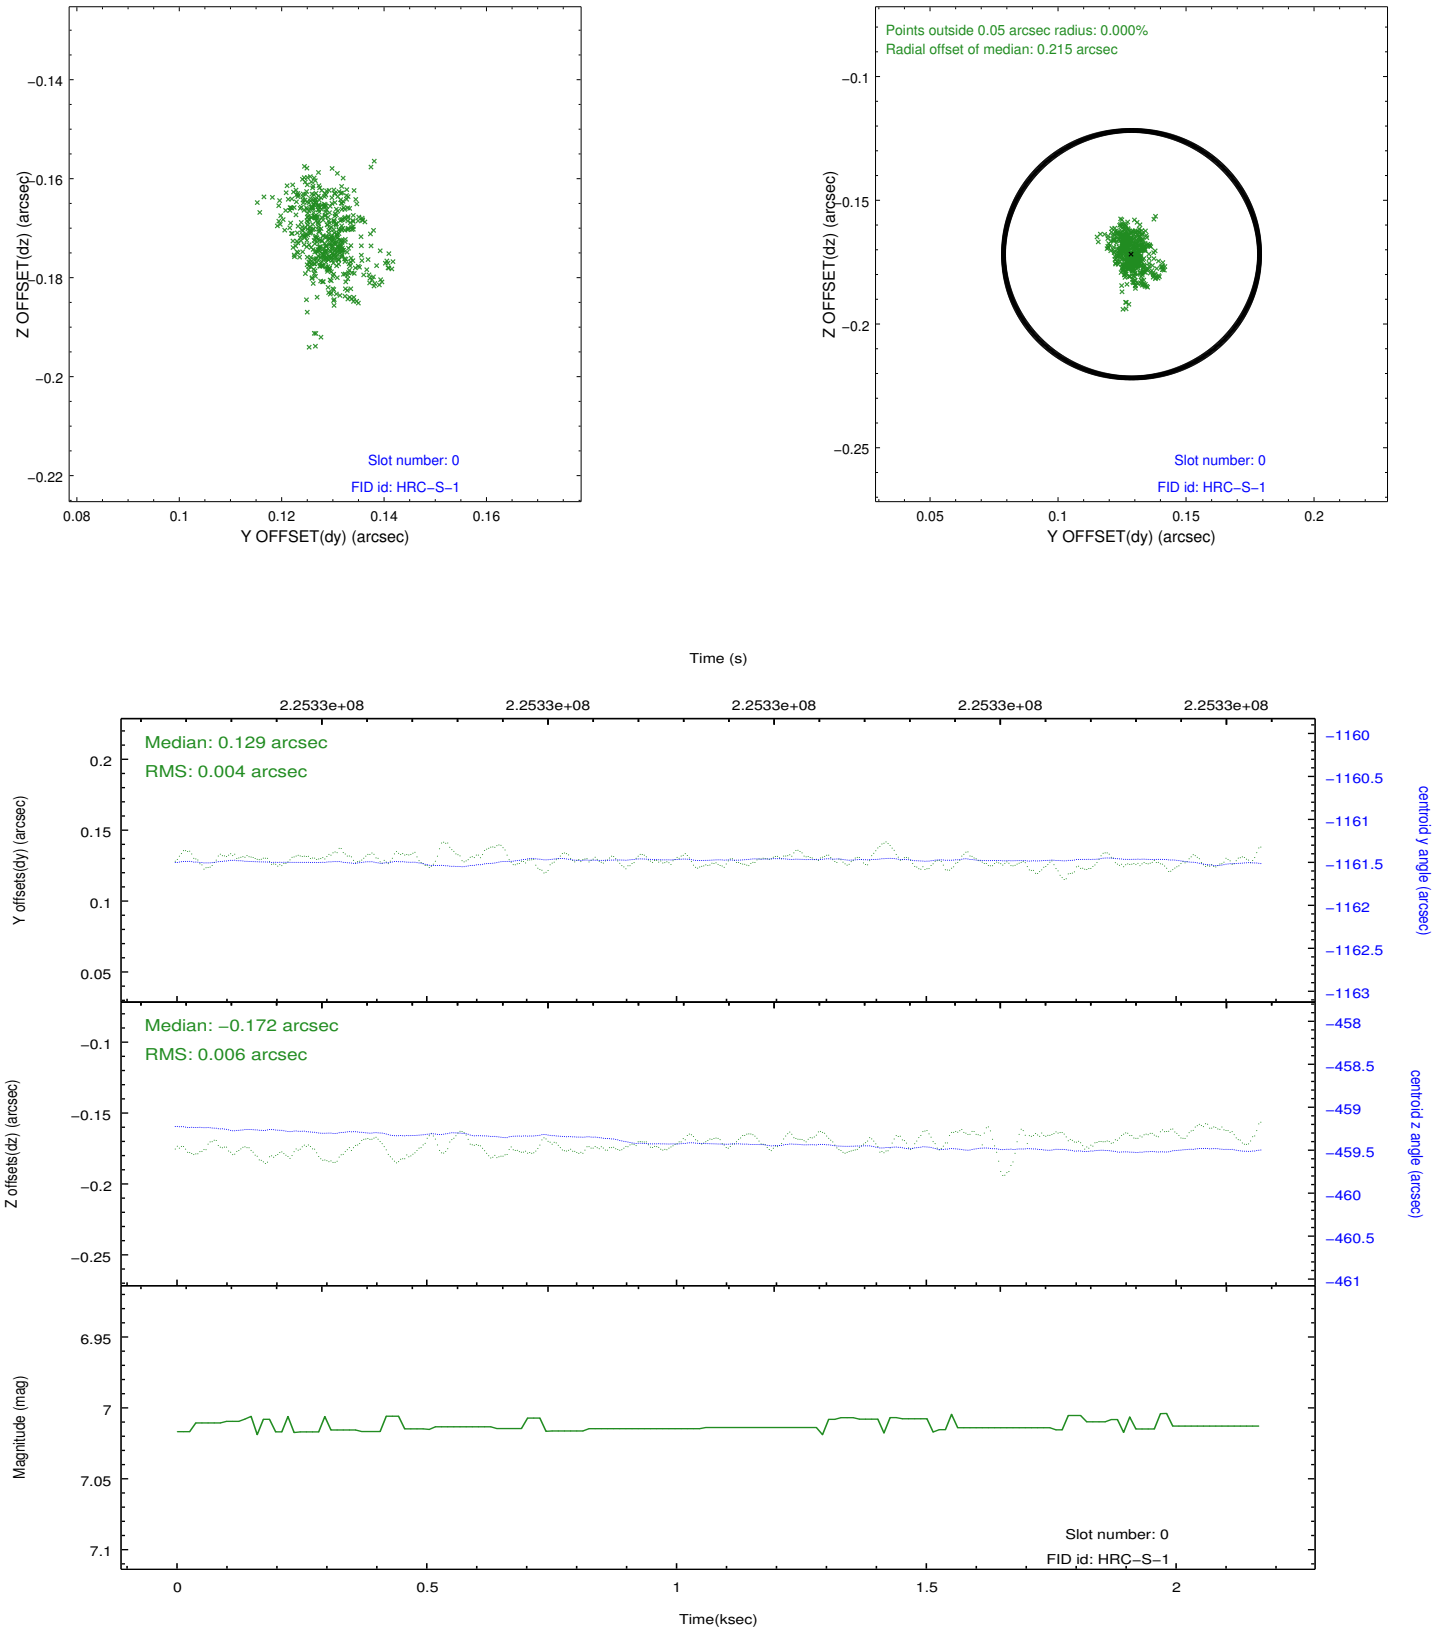 −0.14
−0.16
−0.18
−0.2
−0.22
Z OFFSET(dz) (arcsec)
Slot number: 0
FID id: HRC−S−1
0.08 0.1 0.12 0.14 0.16
Y OFFSET(dy) (arcsec)
Points outside 0.05 arcsec radius: 0.000%
Radial offset of median: 0.215 arcsec
−0.1
−0.15
−0.2
−0.25
Z OFFSET(dz) (arcsec)
Slot number: 0
FID id: HRC−S−1
0.05 0.1 0.15 0.2
Y OFFSET(dy) (arcsec)
Time (s)
2.2533e+08 2.2533e+08 2.2533e+08 2.2533e+08 2.2533e+08
Median: 0.129 arcsec
RMS: 0.004 arcsec
0.2
0.15
0.1
0.05
Y offsets(dy) (arcsec)
−1160
−1160.5
−1161
−1161.5
−1162
−1162.5
−1163
centroid y angle (arcsec)
Median: −0.172 arcsec
RMS: 0.006 arcsec
−0.1
−0.15
−0.2
−0.25
Z offsets(dz) (arcsec)
−458
−458.5
−459
−459.5
−460
−460.5
−461
centroid z angle (arcsec)
6.95
7
7.05
7.1
Magnitude (mag)
Slot number: 0
FID id: HRC−S−1
0 0.5 1 1.5 2
Time(ksec)